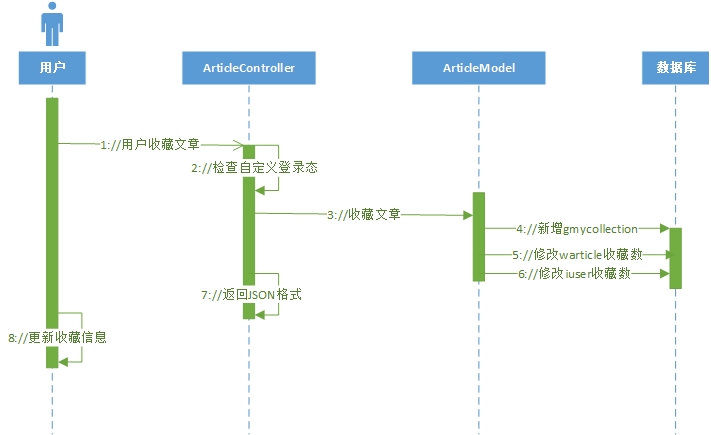 用户
ArticleController
ArticleModel
数据库
1://用户收藏文章
2://检查自定义登录态
3://收藏文章
4://新增gmycollection
5://修改warticle收藏数
6://修改iuser收藏数
7://返回JSON格式
8://更新收藏信息